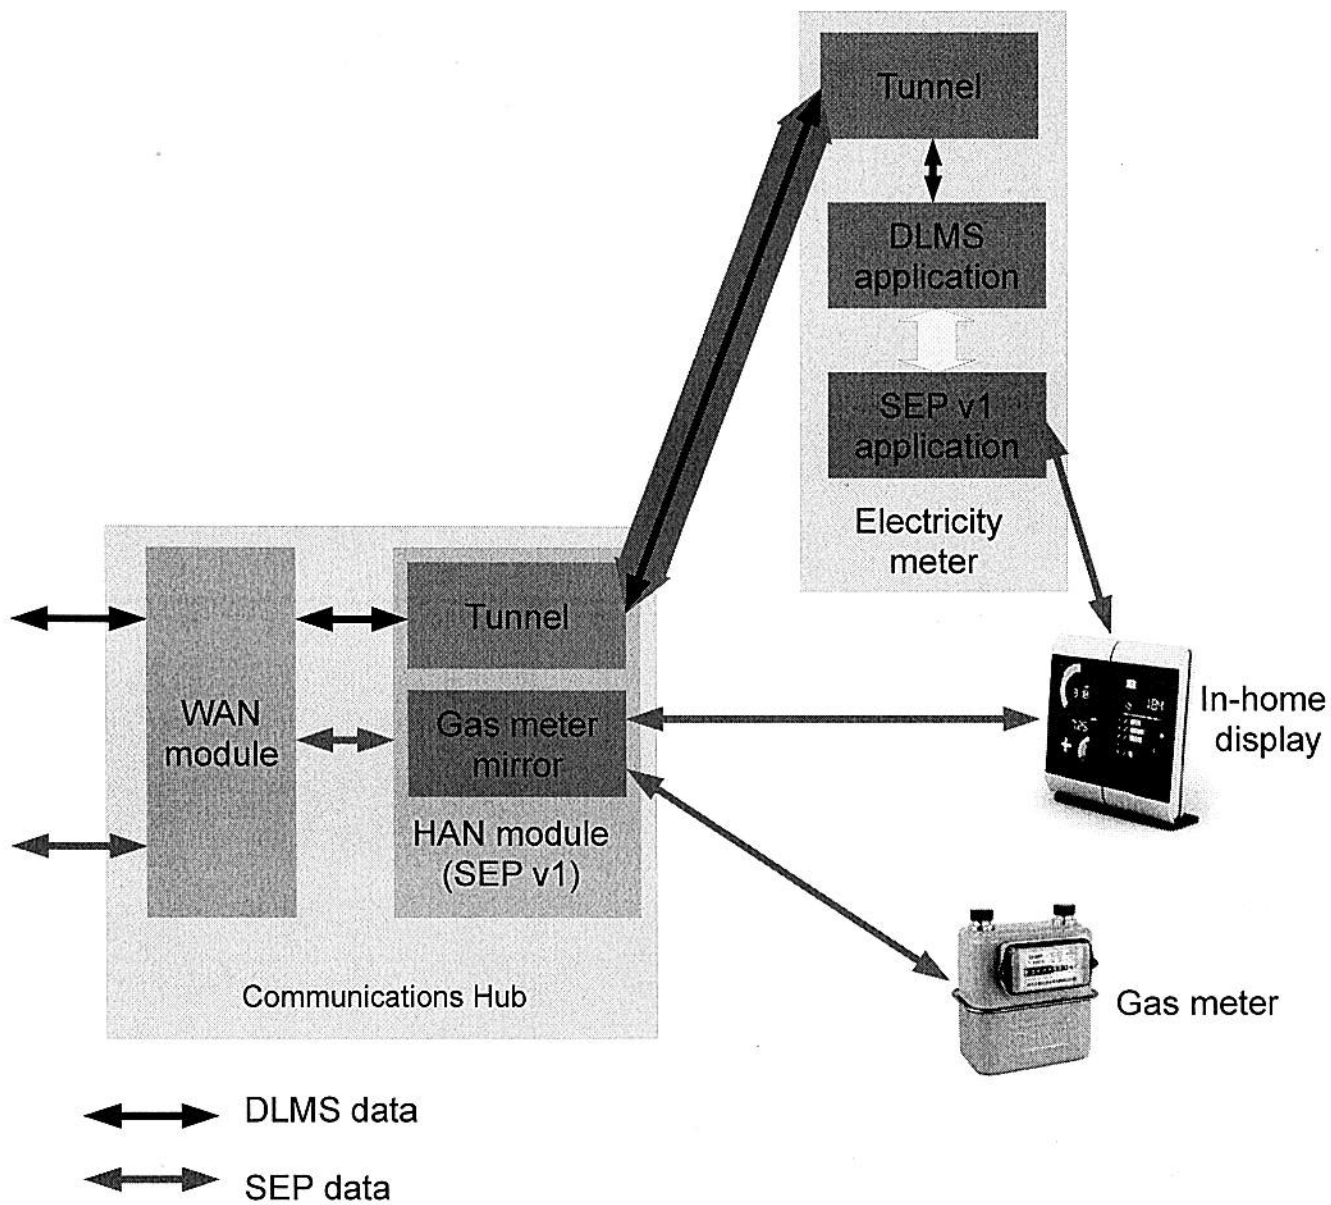 Tunnel
DLMS
application
SEP v1
application
Electricity
meter
Tunnel
WAN
module
Gas meter
mirror
HAN module
(SEP v1)
Communications Hub
In-home
display
Gas meter
DLMS data
SEP data